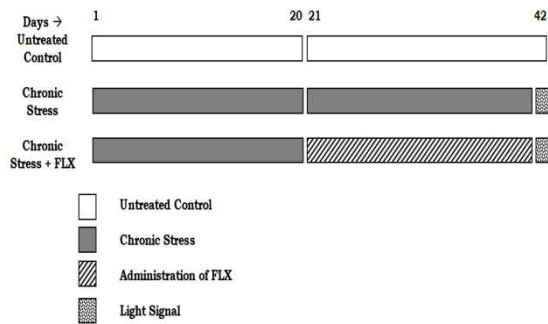 Days → 1 20 21 42
Untreated
Control
Chronic
Stress
Chronic
Stress + FLX
Untreated Control
Chronic Stress
Administration of FLX
Light Signal